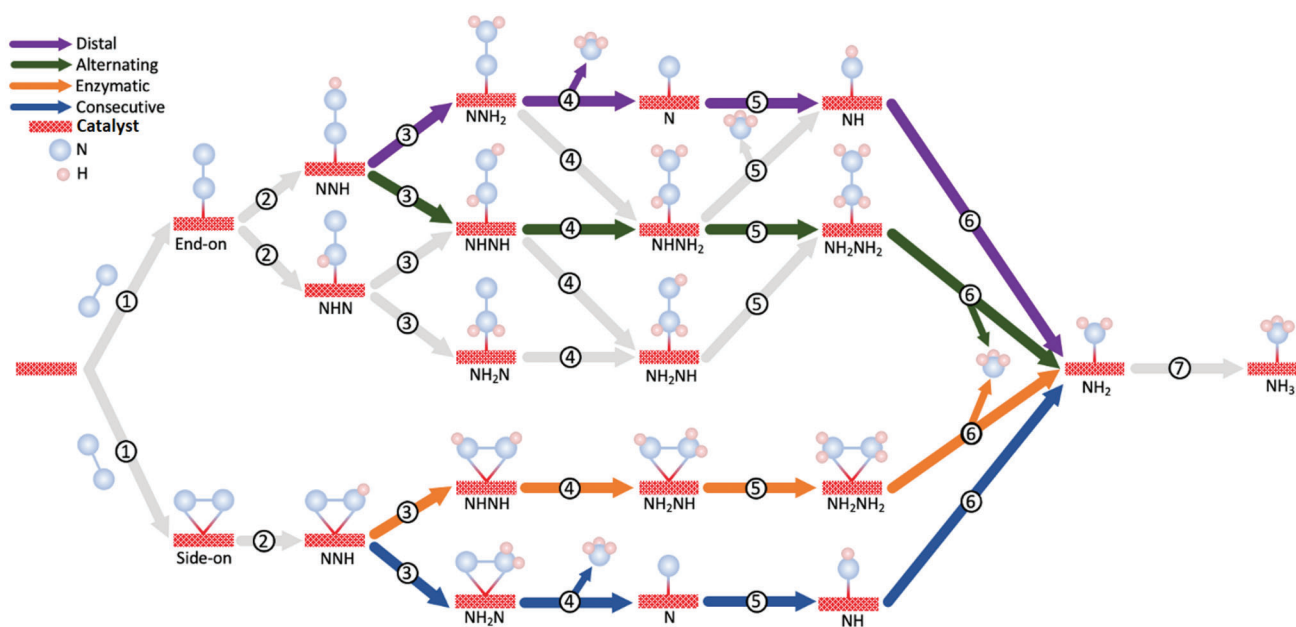 Distal
Alternating
Enzymatic
Consecutive
Catalyst
N
H
①
①
End-on
Side-on
②
②
②
NNH
NHN
NNH
③
③
③
③
③
③
NNH₂
NHNH
NH₂N
NHNH
NH₂N
④
④
④
④
④
④
④
N
NHNH₂
NH₂NH
NH₂NH
N
⑤
⑤
⑤
⑤
⑤
⑤
NH
NH₂NH₂
NH₂NH₂
NH
⑥
⑥
⑥
⑥
NH₂
⑦
NH₃